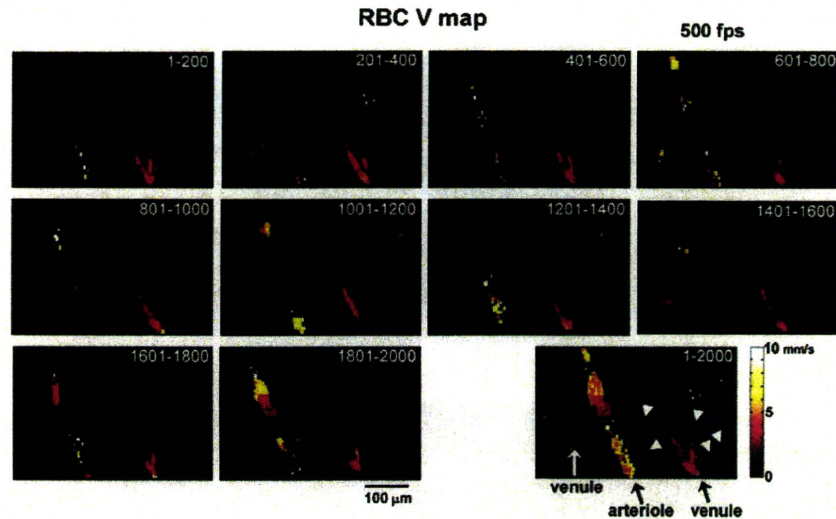 RBC V map
500 fps
1-200
201-400
401-600
601-800
801-1000
1001-1200
1201-1400
1401-1600
1601-1800
1801-2000
1-2000
10 mm/s
5
0
100 μm
venule
arteriole
venule